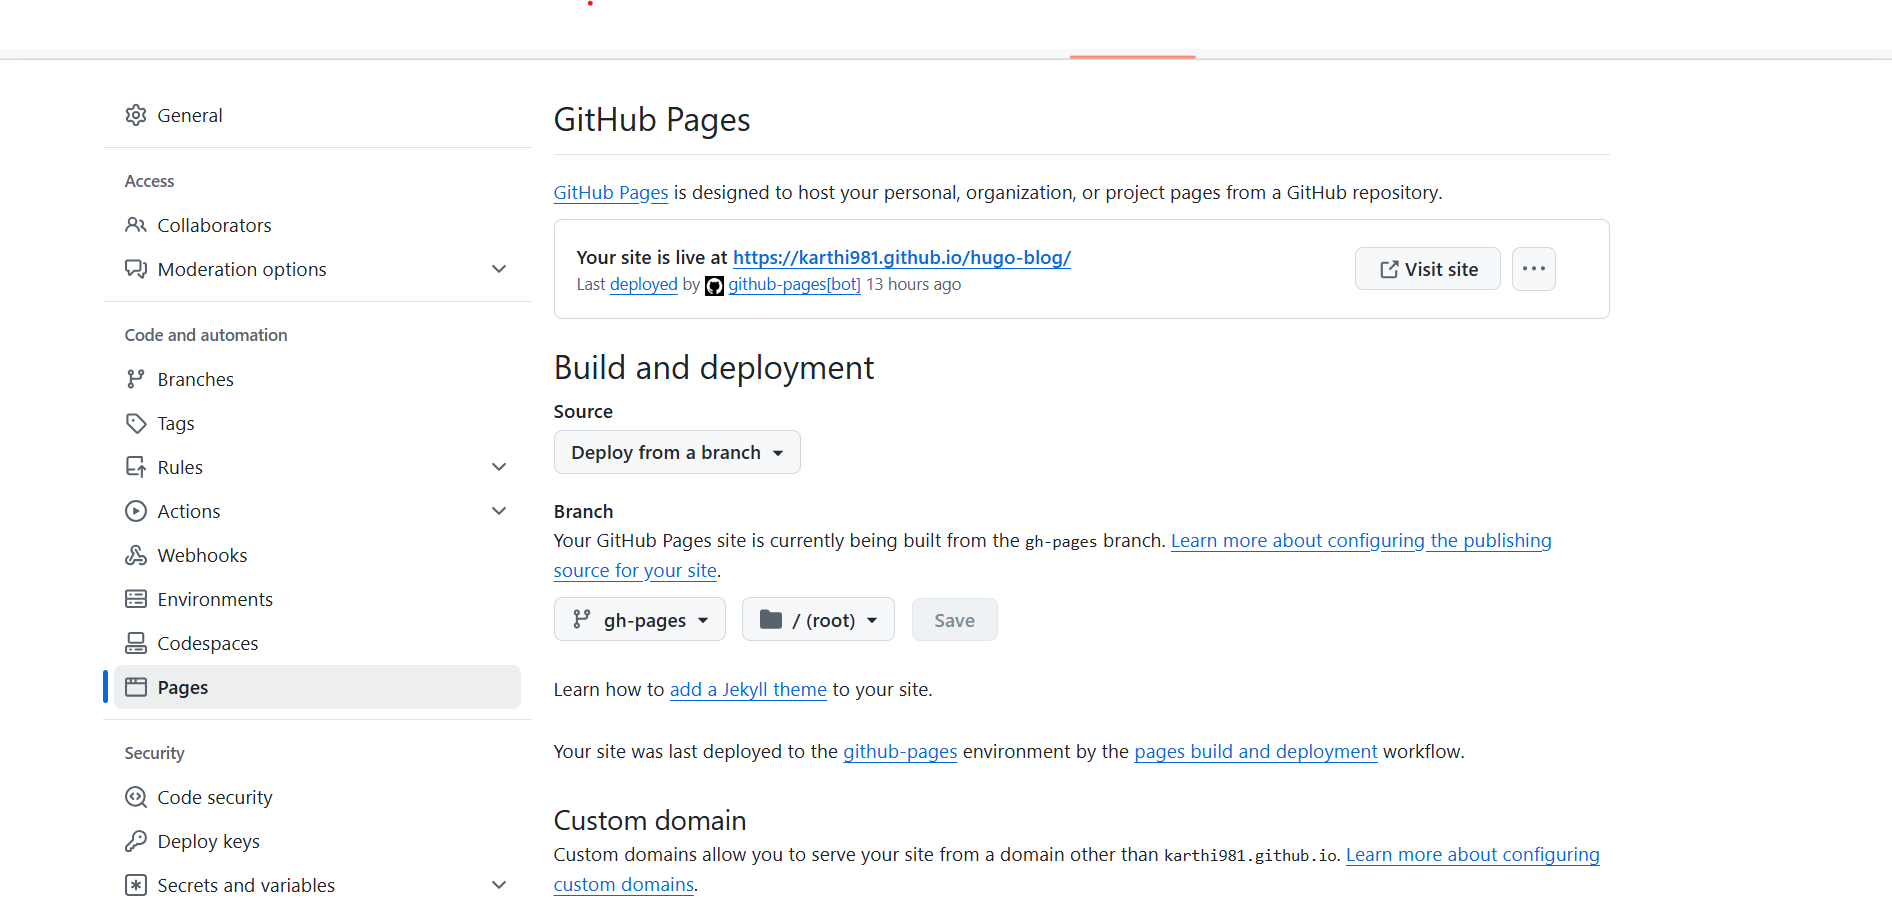 General
Access
Collaborators
Moderation options
Code and automation
Branches
Tags
Rules
Actions
Webhooks
Environments
Codespaces
Pages
Security
Code security
Deploy keys
Secrets and variables
GitHub Pages
GitHub Pages is designed to host your personal, organization, or project pages from a GitHub repository.
Your site is live at https://karthi981.github.io/hugo-blog/
Last deployed by github-pages[bot] 13 hours ago
Visit site
Build and deployment
Source
Deploy from a branch
Branch
Your GitHub Pages site is currently being built from the gh-pages branch. Learn more about configuring the publishing
source for your site.
gh-pages / (root) Save
Learn how to add a Jekyll theme to your site.
Your site was last deployed to the github-pages environment by the pages build and deployment workflow.
Custom domain
Custom domains allow you to serve your site from a domain other than karthi981.github.io. Learn more about configuring
custom domains.